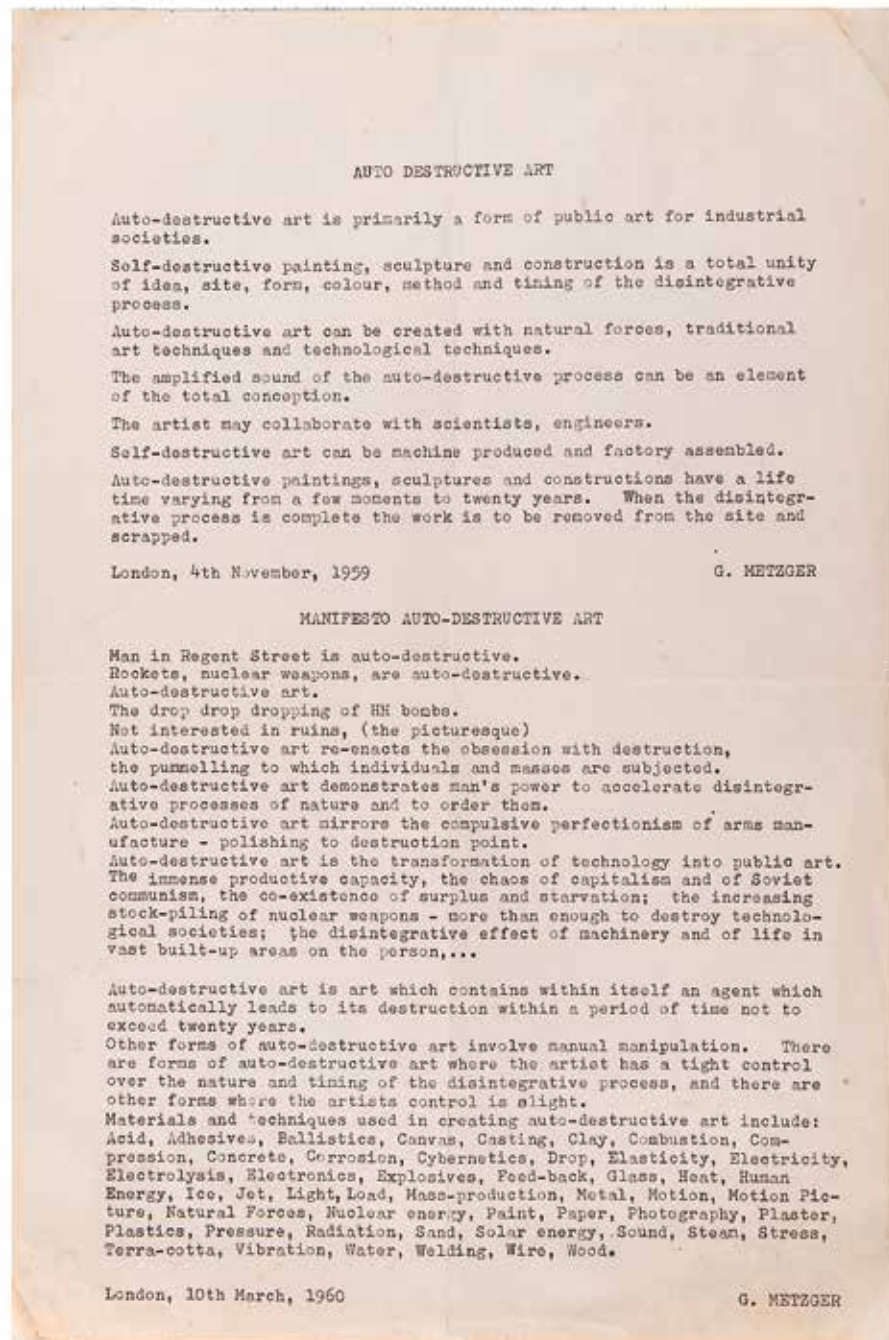 AUTO DESTRUCTIVE ART
Auto-destructive art is primarily a form of public art for industrial
societies.
Self-destructive painting, sculpture and construction is a total unity
of idea, site, form, colour, method and timing of the disintegrative
process.
Auto-destructive art can be created with natural forces, traditional
art techniques and technological techniques.
The amplified sound of the auto-destructive process can be an element
of the total conception.
The artist may collaborate with scientists, engineers.
Self-destructive art can be machine produced and factory assembled.
Auto-destructive paintings, sculptures and constructions have a life
time varying from a few moments to twenty years. When the disintegr-
ative process is complete the work is to be removed from the site and
scrapped.
London, 4th November, 1959 G. METZGER
MANIFESTO AUTO-DESTRUCTIVE ART
Man in Regent Street is auto-destructive.
Rockets, nuclear weapons, are auto-destructive.
Auto-destructive art.
The drop drop dropping of HH bombs.
Not interested in ruins, (the picturesque)
Auto-destructive art re-enacts the obsession with destruction,
the pummelling to which individuals and masses are subjected.
Auto-destructive art demonstrates man's power to accelerate disintegr-
ative processes of nature and to order them.
Auto-destructive art mirrors the compulsive perfectionism of arms man-
ufacture - polishing to destruction point.
Auto-destructive art is the transformation of technology into public art.
The immense productive capacity, the chaos of capitalism and of Soviet
communism, the co-existence of surplus and starvation; the increasing
stock-piling of nuclear weapons - more than enough to destroy technolo-
gical societies; the disintegrative effect of machinery and of life in
vast built-up areas on the person,...
Auto-destructive art is art which contains within itself an agent which
automatically leads to its destruction within a period of time not to
exceed twenty years.
Other forms of auto-destructive art involve manual manipulation. There
are forms of auto-destructive art where the artist has a tight control
over the nature and timing of the disintegrative process, and there are
other forms where the artists control is slight.
Materials and techniques used in creating auto-destructive art include:
Acid, Adhesives, Ballistics, Canvas, Casting, Clay, Combustion, Com-
pression, Concrete, Corrosion, Cybernetics, Drop, Elasticity, Electricity,
Electrolysis, Electronics, Explosives, Feed-back, Glass, Heat, Human
Energy, Ice, Jet, Light, Load, Mass-production, Metal, Motion, Motion Pic-
ture, Natural Forces, Nuclear energy, Paint, Paper, Photography, Plaster,
Plastics, Pressure, Radiation, Sand, Solar energy, Sound, Steam, Stress,
Terra-cotta, Vibration, Water, Welding, Wire, Wood.
London, 10th March, 1960 G. METZGER